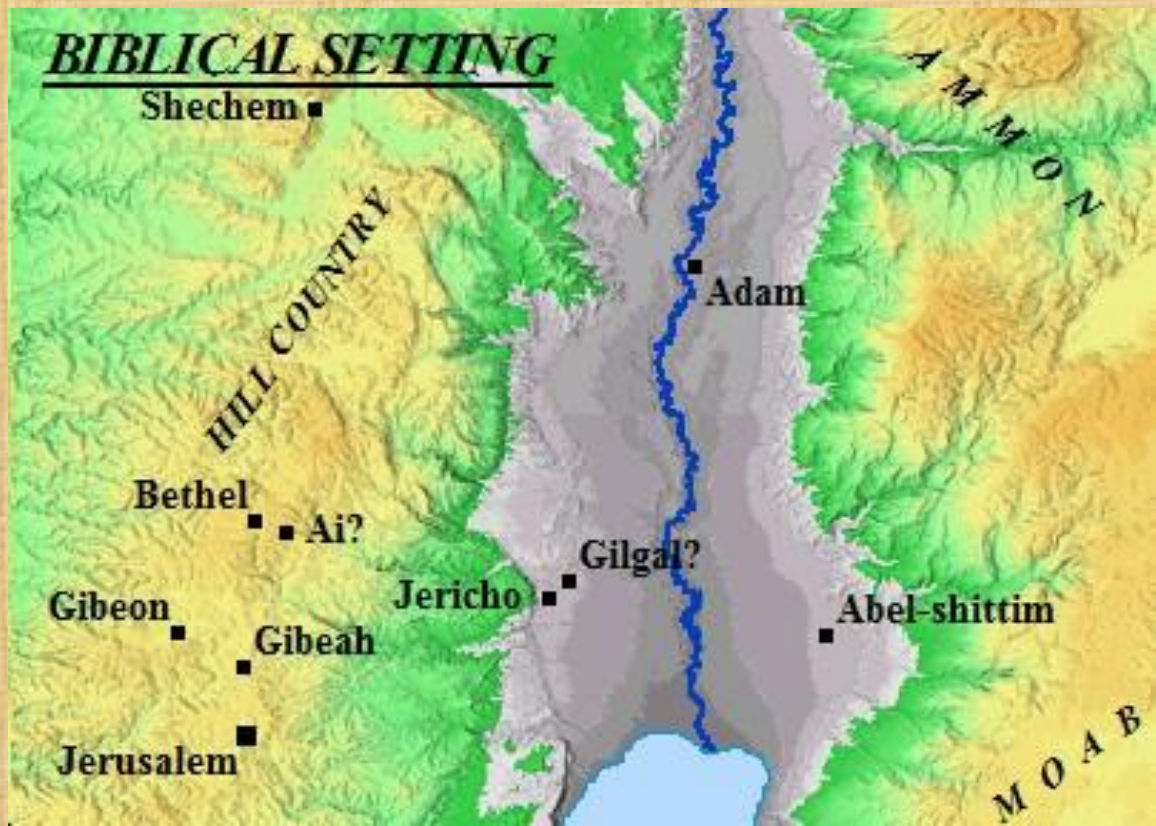 BIBLICAL SETTING
Shechem
AMMON
HILL COUNTRY
Adam
Bethel
Ai?
Gilgal?
Jericho
Gibeon
Abel-shittim
Gibeah
Jerusalem
MOAB